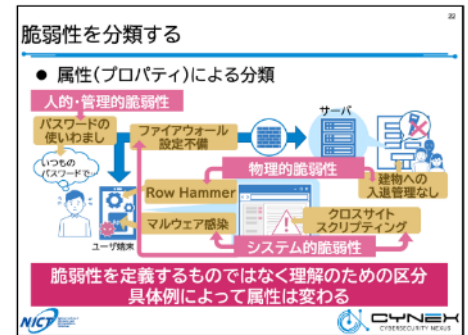 22
脆弱性を分類する
● 属性(プロパティ)による分類
人的・管理的脆弱性
パスワードの
使いまわし
ファイアウォール
設定不備
サーバ
いつもの
パスワードで…
物理的脆弱性
建物への
入退管理なし
Row Hammer
マルウェア感染
クロスサイト
スクリプティング
ユーザ端末
システム的脆弱性
脆弱性を定義するものではなく理解のための区分
具体例によって属性は変わる
NICT
CYNEX
CYBERSECURITY NEXUS